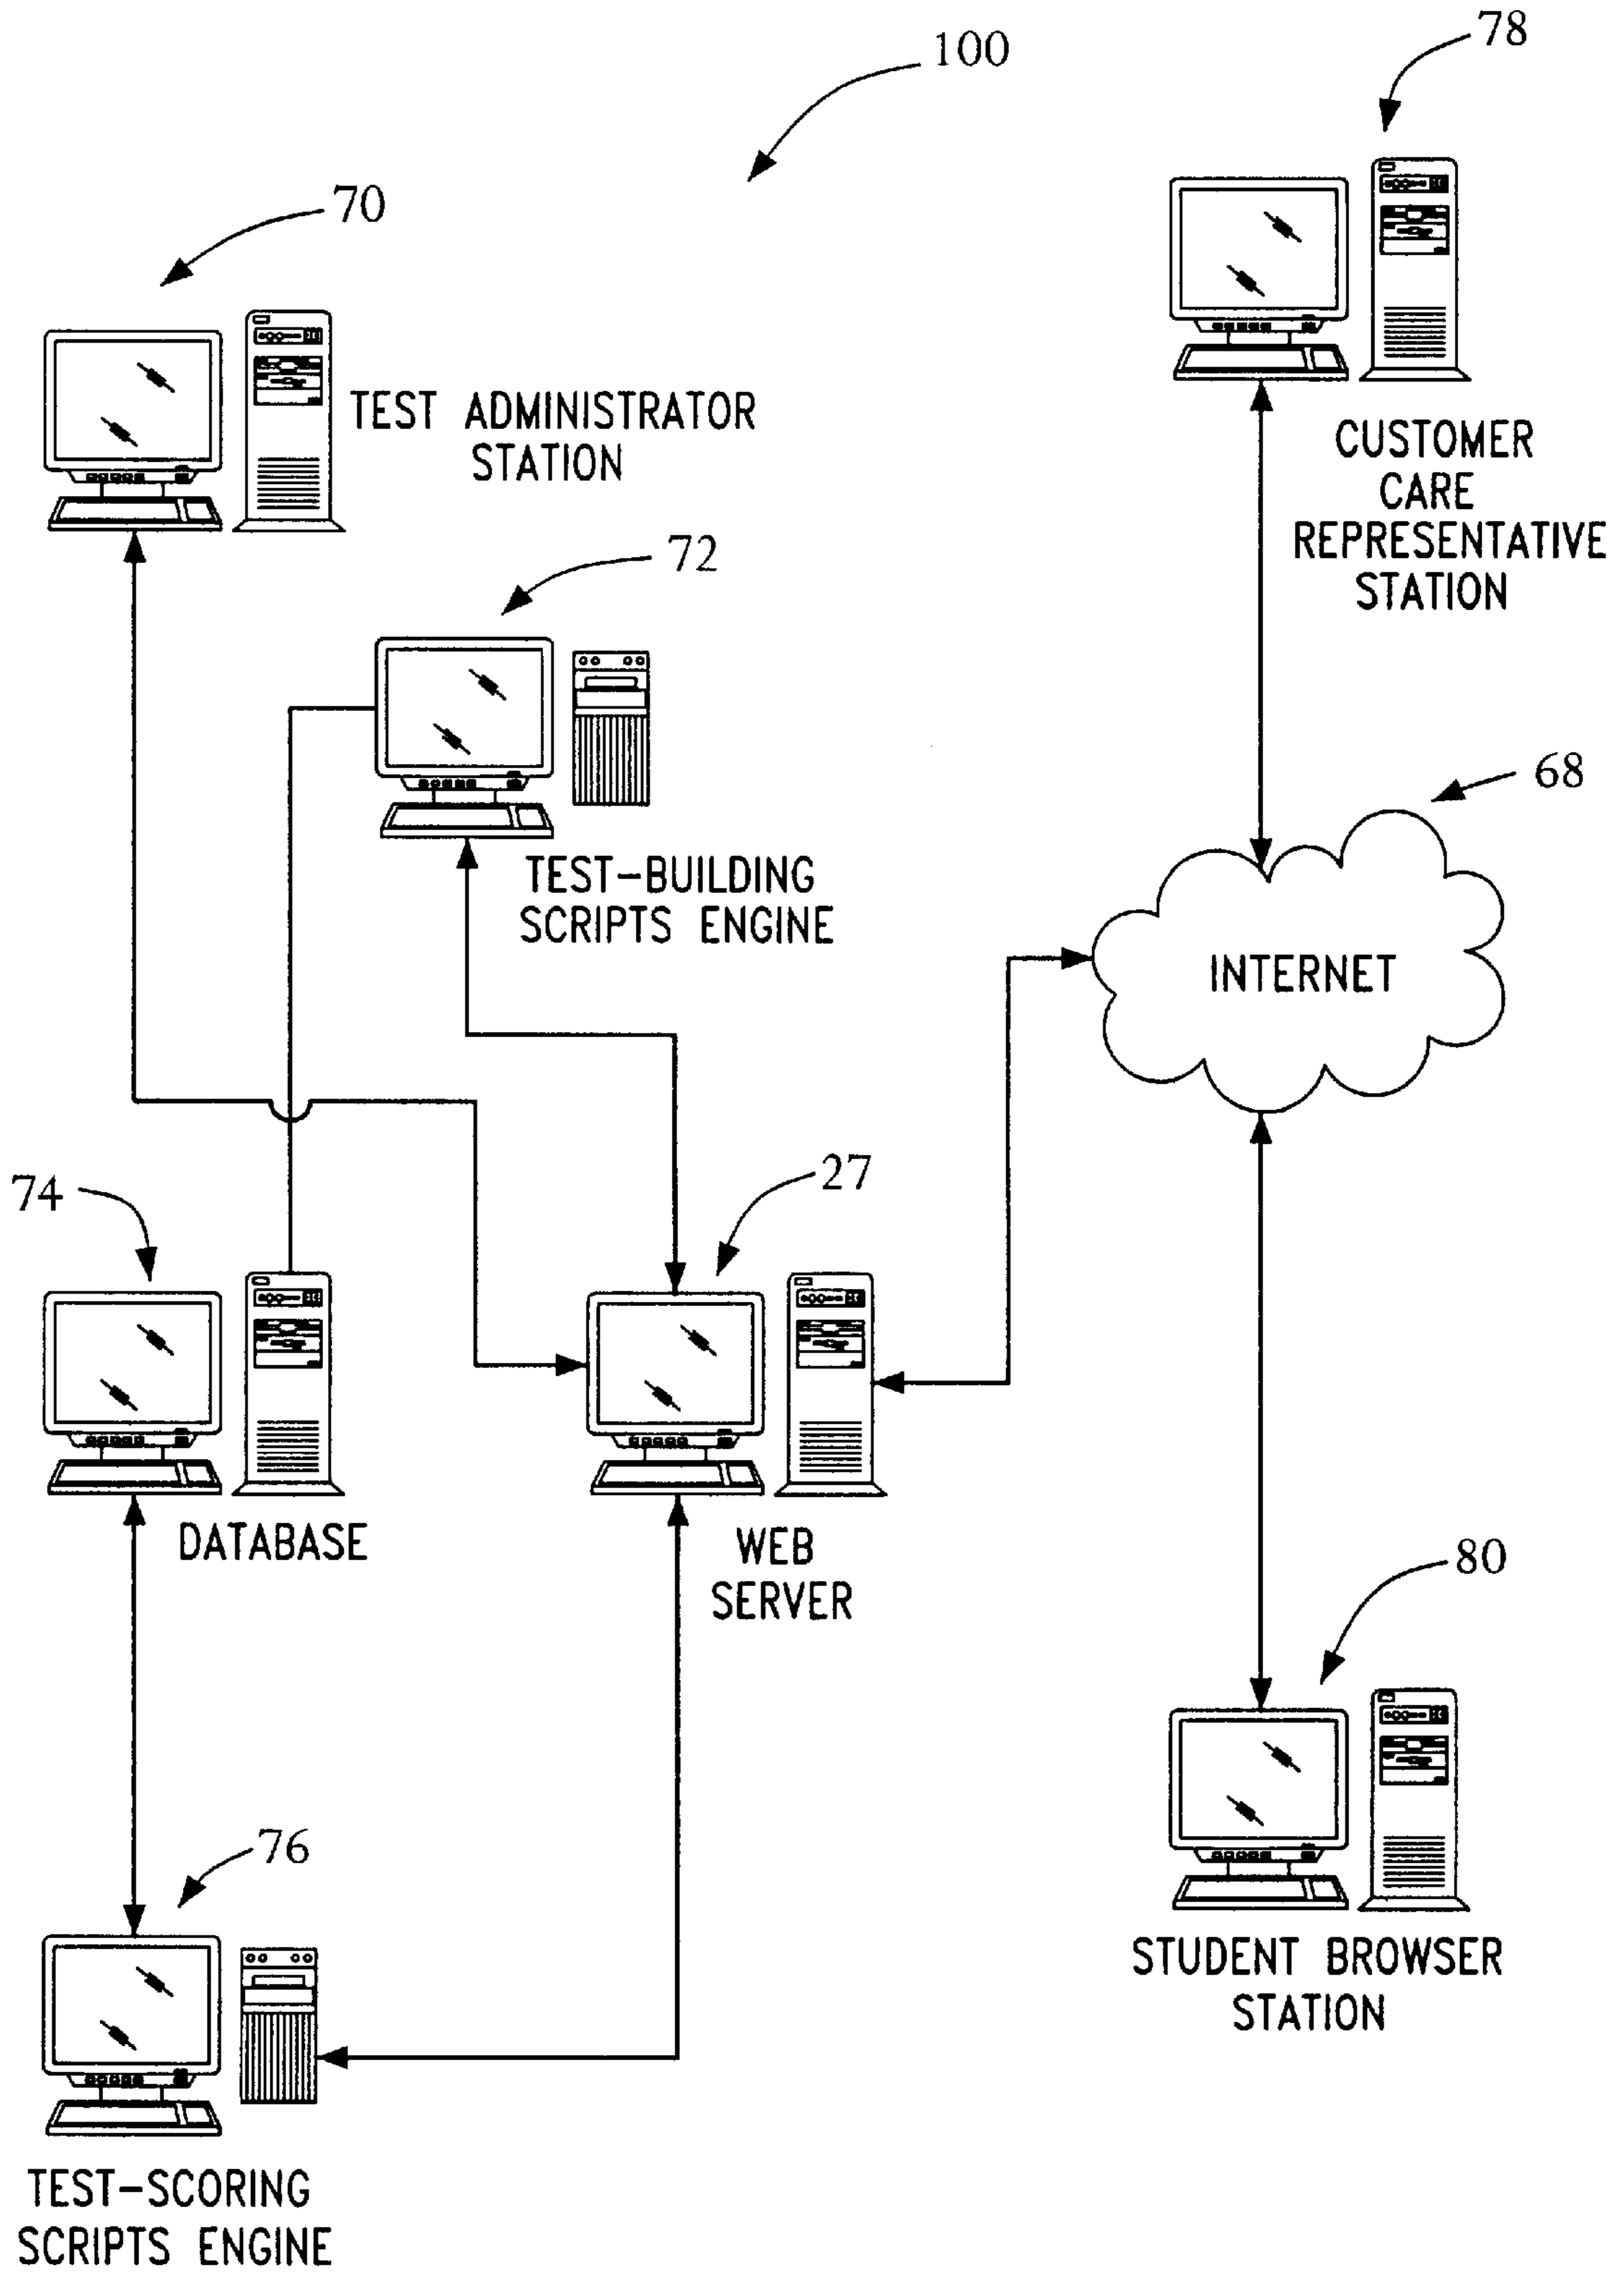 100
78
70
TEST ADMINISTRATOR
STATION
CUSTOMER
CARE
REPRESENTATIVE
STATION
72
68
TEST-BUILDING
SCRIPTS ENGINE
INTERNET
74
27
DATABASE
WEB
SERVER
80
76
STUDENT BROWSER
STATION
TEST-SCORING
SCRIPTS ENGINE